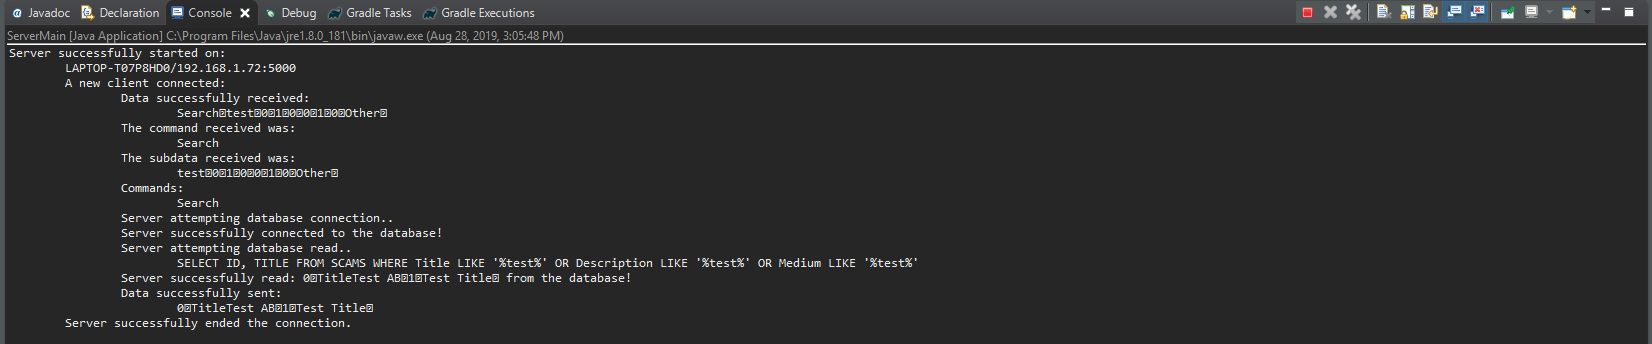 Javadoc Declaration Console Debug Gradle Tasks Gradle Executions
ServerMain [Java Application] C:\Program Files\Java\jre1.8.0_181\bin\javaw.exe (Aug 28, 2019, 3:05:48 PM)
Server successfully started on:
LAPTOP-T07P8HD0/192.168.1.72:5000
A new client connected:
Data successfully received:
Search␚test␚0␚1␚0␚0␚1␚0␚Other␚
The command received was:
Search
The subdata received was:
test␚0␚1␚0␚0␚1␚0␚Other␚
Commands:
Search
Server attempting database connection..
Server successfully connected to the database!
Server attempting database read..
SELECT ID, TITLE FROM SCAMS WHERE Title LIKE '%test%' OR Description LIKE '%test%' OR Medium LIKE '%test%'
Server successfully read: 0␚TitleTest AB␚1␚Test Title␚ from the database!
Data successfully sent:
0␚TitleTest AB␚1␚Test Title␚
Server successfully ended the connection.